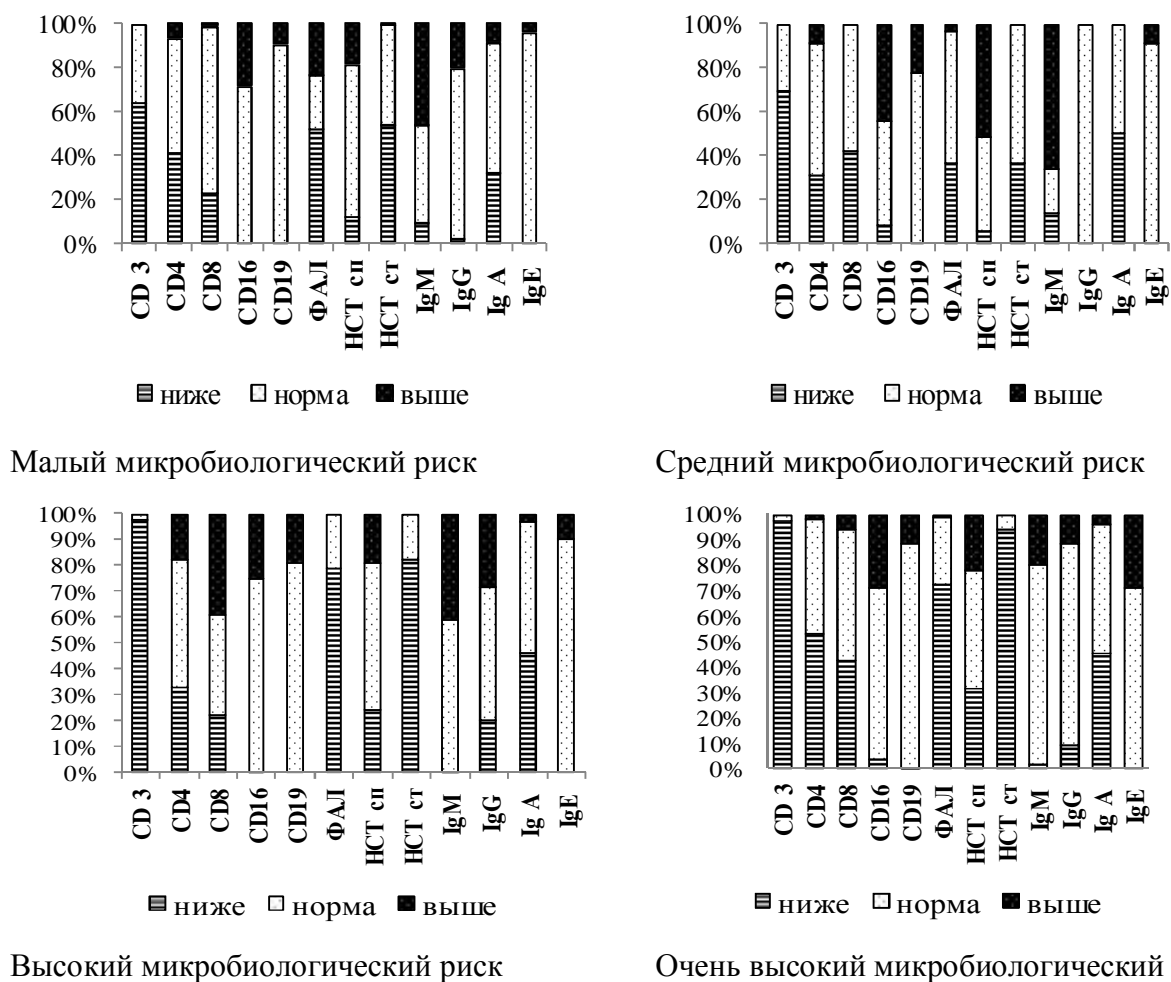 100%
80%
60%
40%
20%
0%
CD 3
CD4
CD8
CD16
CD19
ФАЛ
НСТ сп
НСТ ст
IgM
IgG
Ig A
IgE
ниже норма выше
Малый микробиологический риск
100%
80%
60%
40%
20%
0%
CD 3
CD4
CD8
CD16
CD19
ФАЛ
НСТ сп
НСТ ст
IgM
IgG
Ig A
IgE
ниже норма выше
Средний микробиологический риск
100%
90%
80%
70%
60%
50%
40%
30%
20%
10%
0%
CD 3
CD4
CD8
CD16
CD19
ФАЛ
НСТ сп
НСТ ст
IgM
IgG
Ig A
IgE
ниже норма выше
Высокий микробиологический риск
100%
90%
80%
70%
60%
50%
40%
30%
20%
10%
0%
CD 3
CD4
CD8
CD16
CD19
ФАЛ
НСТ сп
НСТ ст
IgM
IgG
Ig A
IgE
ниже норма выше
Очень высокий микробиологический